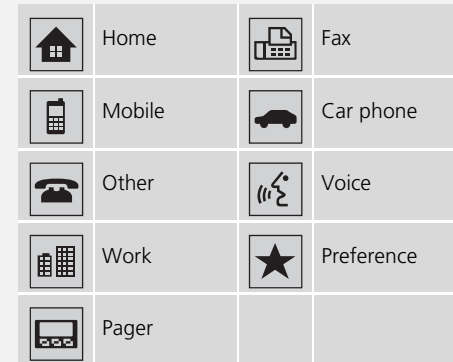 Home Fax
Mobile Car phone
Other Voice
Work Preference
Pager